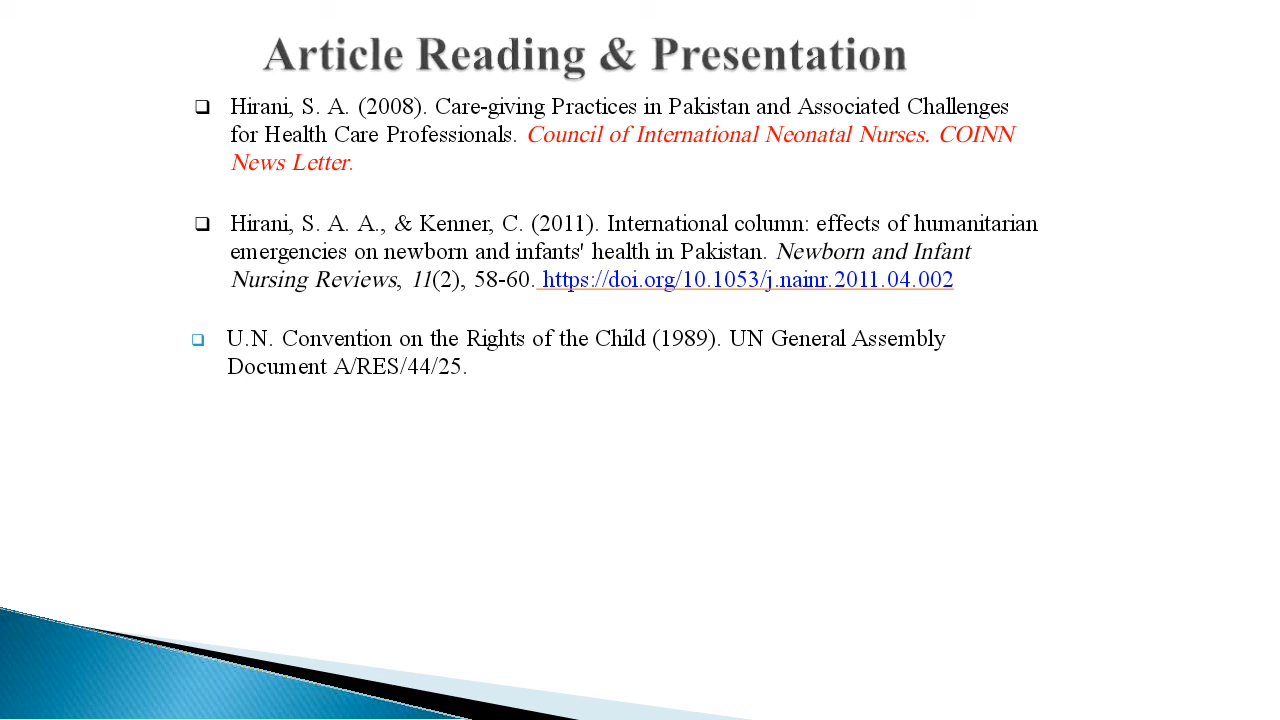 Article Reading & Presentation
Hirani, S. A. (2008). Care-giving Practices in Pakistan and Associated Challenges
for Health Care Professionals. Council of International Neonatal Nurses. COINN
News Letter.
Hirani, S. A. A., & Kenner, C. (2011). International column: effects of humanitarian
emergencies on newborn and infants' health in Pakistan. Newborn and Infant
Nursing Reviews, 11(2), 58-60. https://doi.org/10.1053/j.nainr.2011.04.002
U.N. Convention on the Rights of the Child (1989). UN General Assembly
Document A/RES/44/25.